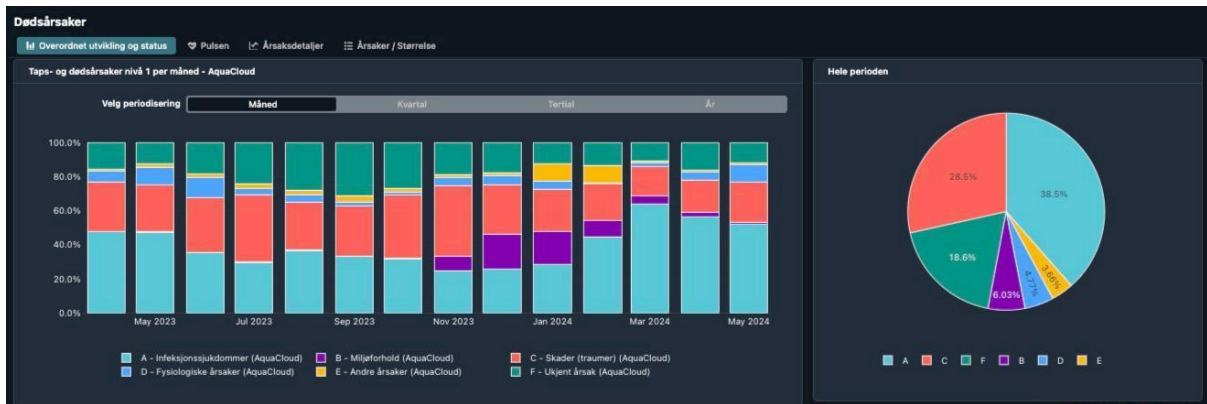 Dødsårsaker
Overordnet utvikling og status Pulsen Årsaksdetaljer Årsaker / Størrelse
Taps- og dødsårsaker nivå 1 per måned - AquaCloud
Velg periodisering Måned Kvartal Tertial År
100.0%
80.0%
60.0%
40.0%
20.0%
0.0%
May 2023 Jul 2023 Sep 2023 Nov 2023 Jan 2024 Mar 2024 May 2024
A - Infeksjonssjukdommer (AquaCloud) B - Miljøforhold (AquaCloud) C - Skader (traumer) (AquaCloud)
D - Fysiologiske årsaker (AquaCloud) E - Andre årsaker (AquaCloud) F - Ukjent årsak (AquaCloud)
Hele perioden
28.5%
38.5%
18.6%
6.03%
4.77%
3.66%
A C F B D E